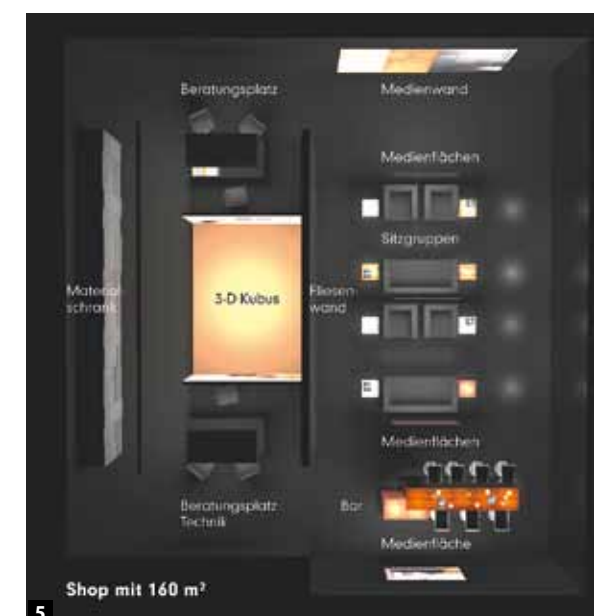 Beratungsplatz
Medienwand
Medienflächen
Sitzgruppen
Material
schrank
3-D Kubus
Fliesen
wand
Medienflächen
Beratungsplatz
Technik
Bar
Medienfläche
Shop mit 160 m²
5